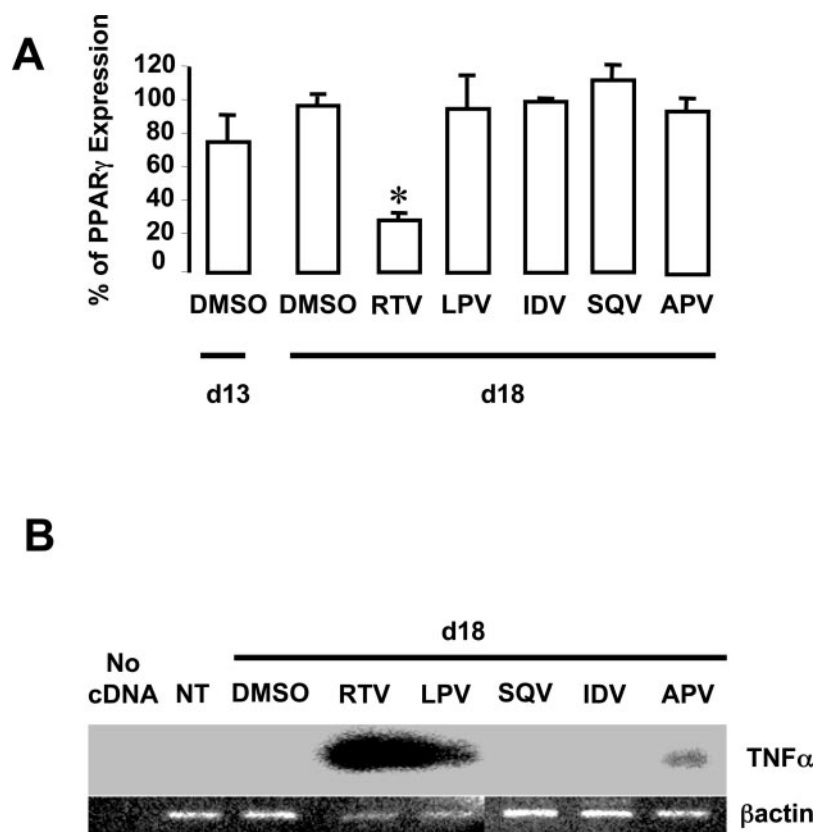 A
% of PPARγ Expression
120
100
80
60
40
20
0
*
DMSO DMSO RTV LPV IDV SQV APV
d13 d18
B
d18
No cDNA NT DMSO RTV LPV SQV IDV APV
TNFα
βactin